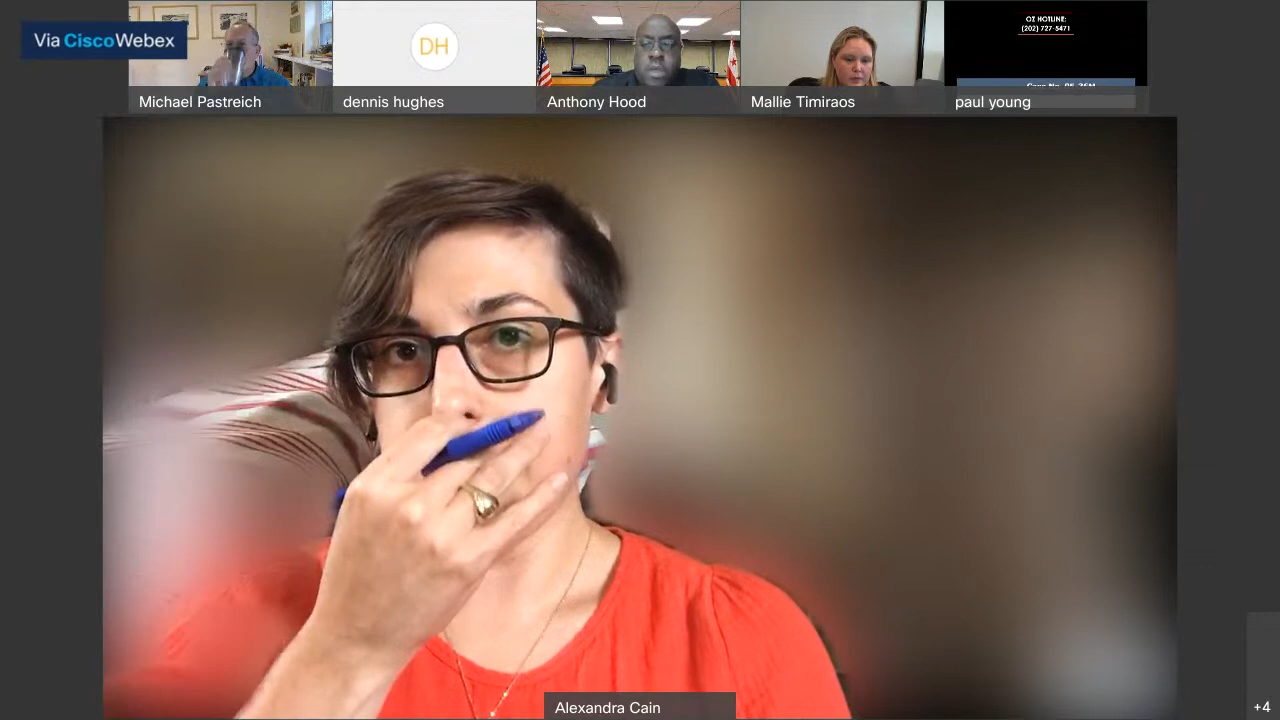 Via Cisco Webex
DH
OZ HOTLINE:
(202) 727-5471
Michael Pastreich
dennis hughes
Anthony Hood
Mallie Timiraos
paul young
Alexandra Cain
+4